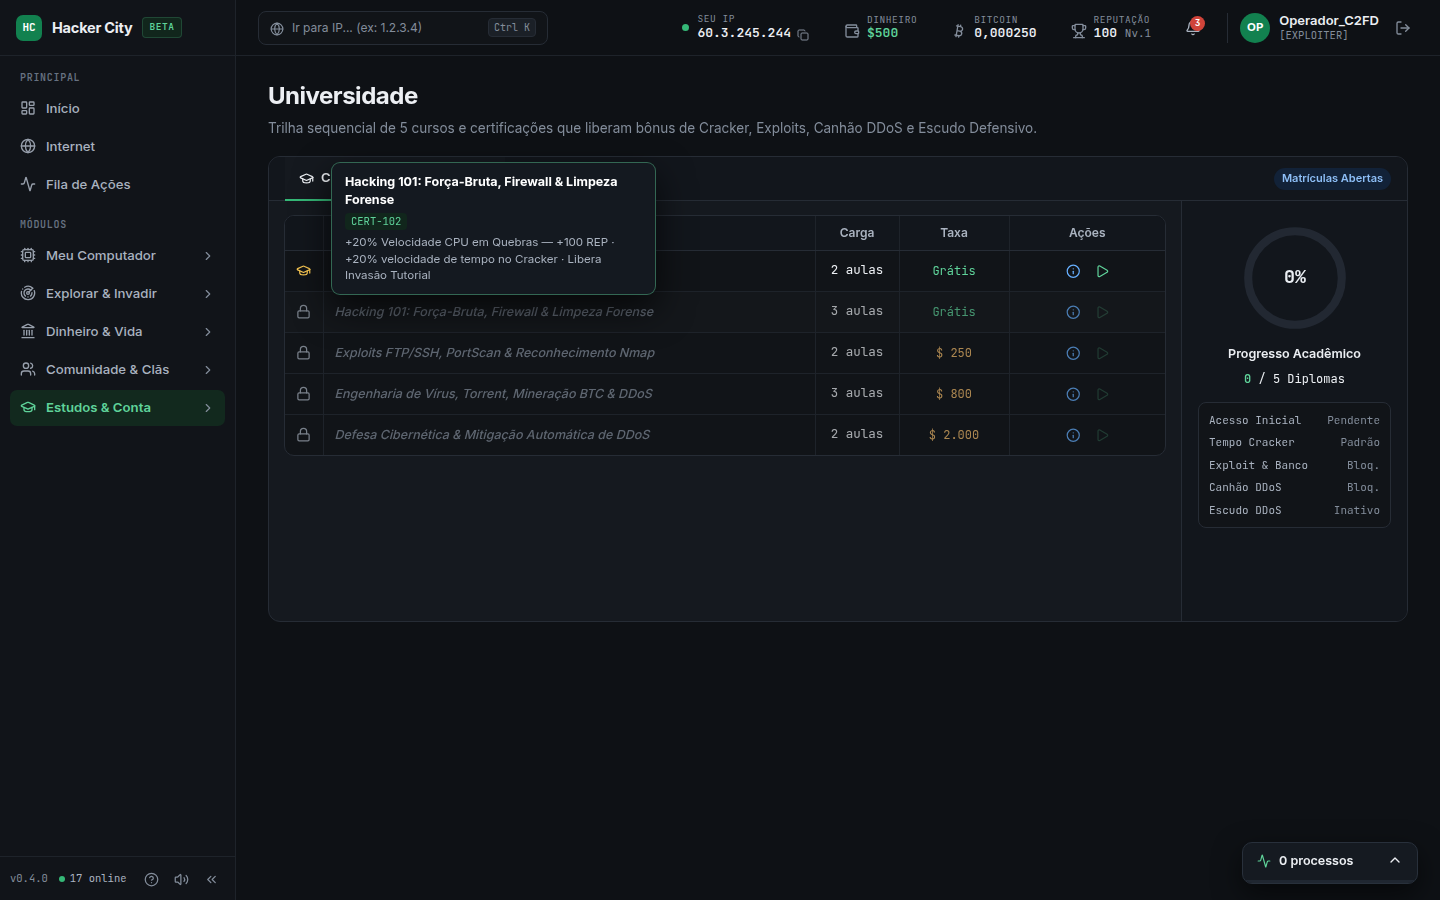 HC Hacker City BETA
Ir para IP... (ex: 1.2.3.4) Ctrl K
SEU IP
60.3.245.244
DINHEIRO
$500
BITCOIN
0,000250
REPUTAÇÃO
100 Nv.1
3
OP
Operador_C2FD
[EXPLOITER]
PRINCIPAL
Início
Internet
Fila de Ações
MÓDULOS
Meu Computador
Explorar & Invadir
Dinheiro & Vida
Comunidade & Clãs
Estudos & Conta
v0.4.0 17 online
Universidade
Trilha sequencial de 5 cursos e certificações que liberam bônus de Cracker, Exploits, Canhão DDoS e Escudo Defensivo.
C
Matrículas Abertas
Hacking 101: Força-Bruta, Firewall & Limpeza
Forense
CERT-102
+20% Velocidade CPU em Quebras — +100 REP ·
+20% velocidade de tempo no Cracker · Libera
Invasão Tutorial
Carga Taxa Ações
2 aulas Grátis
Hacking 101: Força-Bruta, Firewall & Limpeza Forense 3 aulas Grátis
Exploits FTP/SSH, PortScan & Reconhecimento Nmap 2 aulas $ 250
Engenharia de Vírus, Torrent, Mineração BTC & DDoS 3 aulas $ 800
Defesa Cibernética & Mitigação Automática de DDoS 2 aulas $ 2.000
0%
Progresso Acadêmico
0 / 5 Diplomas
Acesso Inicial Pendente
Tempo Cracker Padrão
Exploit & Banco Bloq.
Canhão DDoS Bloq.
Escudo DDoS Inativo
0 processos